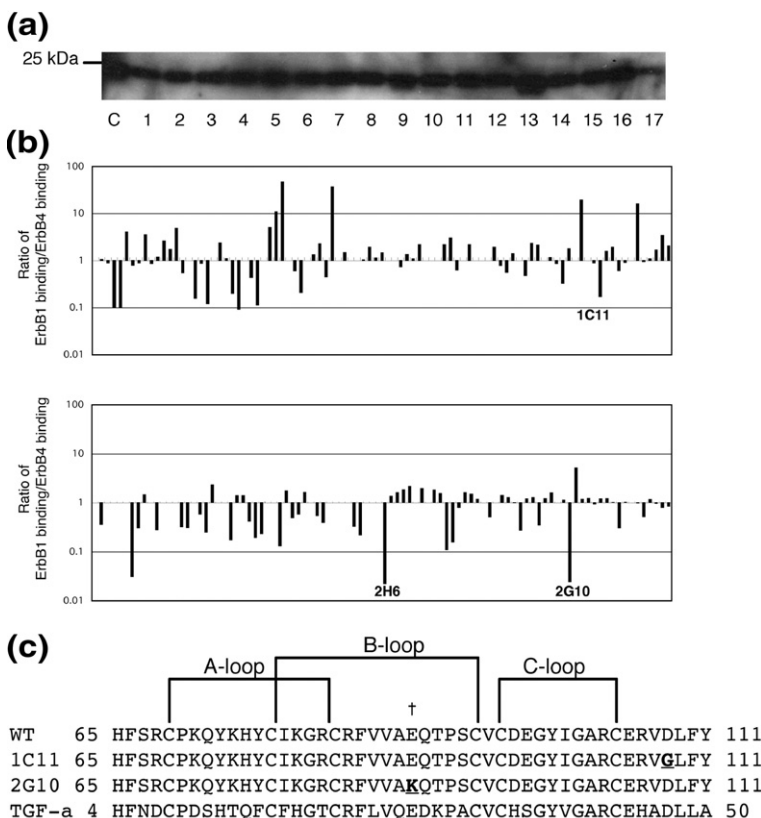 (a)
25 kDa
C 1 2 3 4 5 6 7 8 9 10 11 12 13 14 15 16 17
(b)
Ratio of
ErbB1 binding/ErbB4 binding
100
10
1
0.1
0.01
1C11
Ratio of
ErbB1 binding/ErbB4 binding
100
10
1
0.1
0.01
2H6 2G10
(c)
B-loop
A-loop C-loop
†
WT 65 HFSRCPKQYKHYCIKGRCRFVVAEQTPSCVCDEGYIGARCERVDLFY 111
1C11 65 HFSRCPKQYKHYCIKGRCRFVVAEQTPSCVCDEGYIGARCERVGLFY 111
2G10 65 HFSRCPKQYKHYCIKGRCRFVVAKQTPSCVCDEGYIGARCERVDLFY 111
TGF-a 4 HFNDCPDSHTQFCFHGTCRFLVQEDKPACVCHSGYVGARCEHADLLA 50